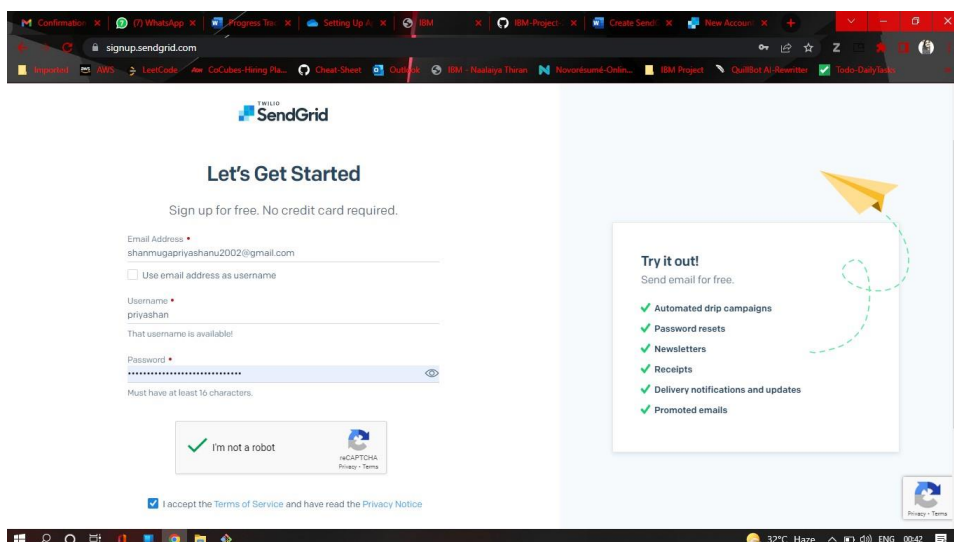 Confirmation
(7) WhatsApp
Progress Tra
Setting Up A
IBM
IBM-Project-
Create Send
New Account
signup.sendgrid.com
Z
Imported
AWS
LeetCode
CoCubes-Hiring Pla...
Cheat-Sheet
Outlook
IBM - Naalaiya Thiran
Novorésumé-Onlin...
IBM Project
QuillBot AI-Rewritter
Todo-DailyTasks
TWILIO
SendGrid
Let's Get Started
Sign up for free. No credit card required.
Email Address •
shanmugapriyashanu2002@gmail.com
Use email address as username
Username •
priyashan
That username is available!
Password •
Must have at least 16 characters.
I'm not a robot
reCAPTCHA
Privacy - Terms
I accept the Terms of Service and have read the Privacy Notice
Try it out!
Send email for free.
Automated drip campaigns
Password resets
Newsletters
Receipts
Delivery notifications and updates
Promoted emails
Privacy - Terms
32°C Haze
ENG
00:42